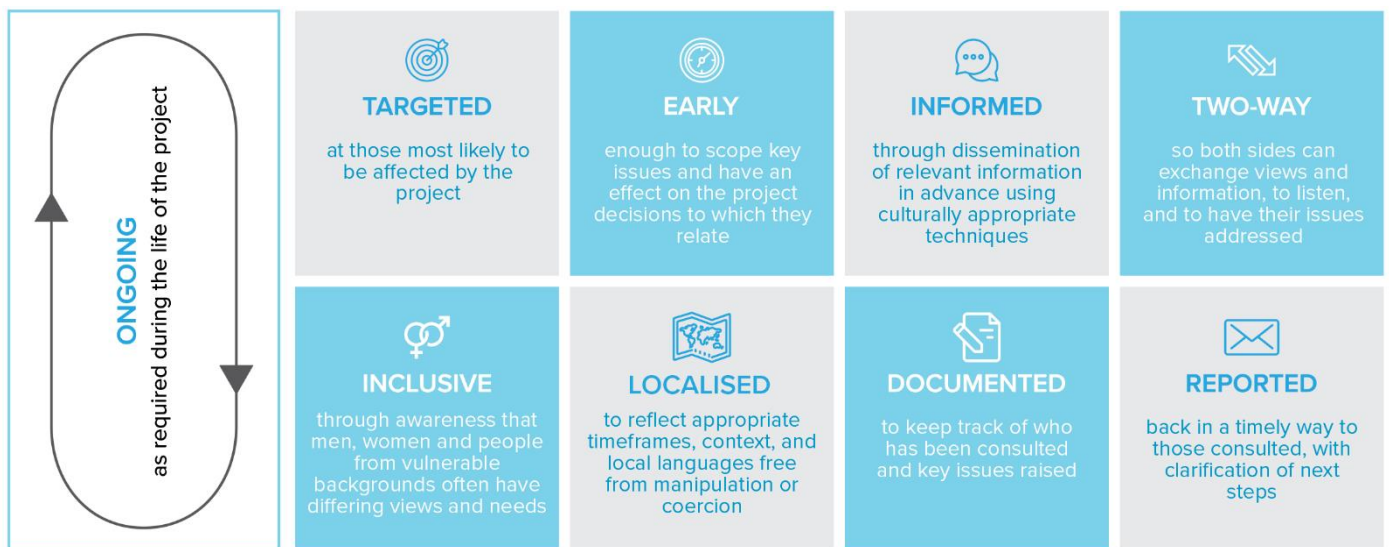 ONGOING
as required during the life of the project
TARGETED
at those most likely to
be affected by the
project
EARLY
enough to scope key
issues and have an
effect on the project
decisions to which they
relate
INFORMED
through dissemination
of relevant information
in advance using
culturally appropriate
techniques
TWO-WAY
so both sides can
exchange views and
information, to listen,
and to have their issues
addressed
INCLUSIVE
through awareness that
men, women and people
from vulnerable
backgrounds often have
differing views and needs
LOCALISED
to reflect appropriate
timeframes, context, and
local languages free
from manipulation or
coercion
DOCUMENTED
to keep track of who
has been consulted
and key issues raised
REPORTED
back in a timely way to
those consulted, with
clarification of next
steps